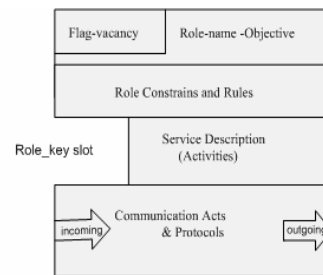 Flag-vacancy
Role-name -Objective
Role Constrains and Rules
Role_key slot
Service Description
(Activities)
Communication Acts
& Protocols
incoming
outgoing